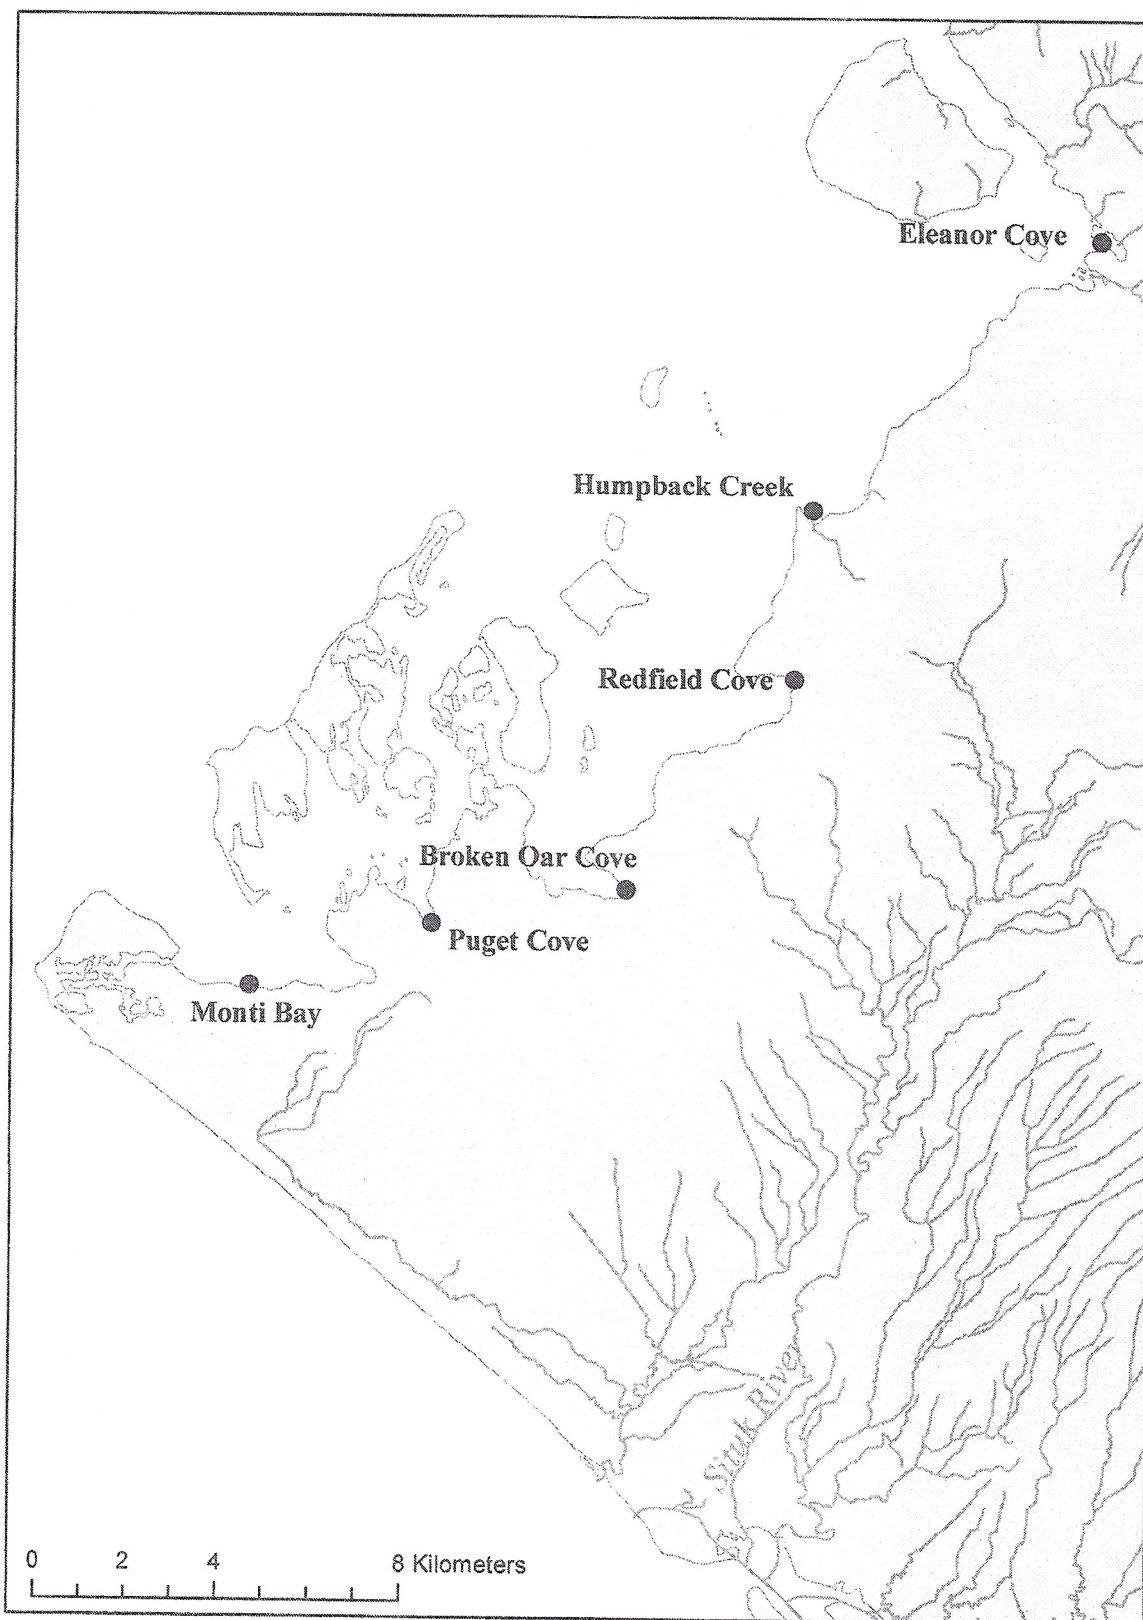 Eleanor Cove
Humpback Creek
Redfield Cove
Broken Oar Cove
Puget Cove
Monti Bay
Situk River
0 2 4 8 Kilometers